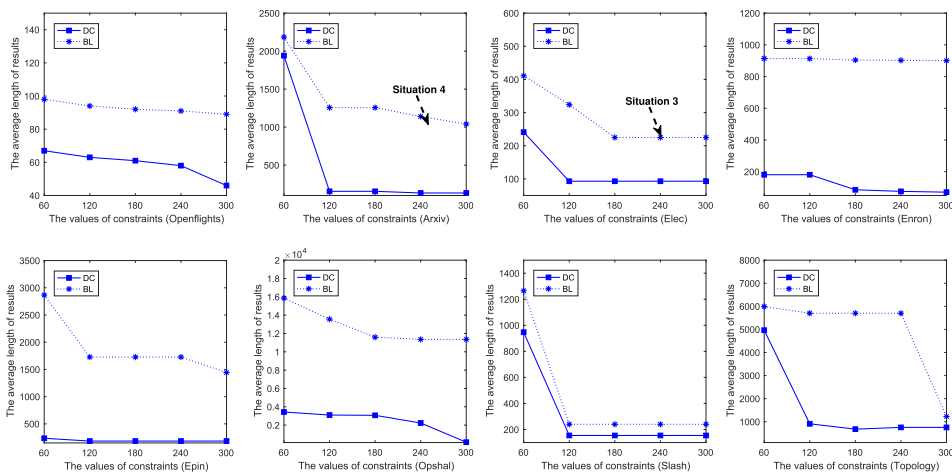 DC
BL
The average length of results
140
120
100
80
60
40
60 120 180 240 300
The values of constraints (Openflights)
DC
BL
The average length of results
2500
2000
1500
1000
500
Situation 4
60 120 180 240 300
The values of constraints (Arxiv)
DC
BL
The average length of results
600
500
400
300
200
100
Situation 3
60 120 180 240 300
The values of constraints (Elec)
DC
BL
The average length of results
1200
1000
800
600
400
200
60 120 180 240 300
The values of constraints (Enron)
DC
BL
The average length of results
3500
3000
2500
2000
1500
1000
500
60 120 180 240 300
The values of constraints (Epin)
× 10^4
DC
BL
The average length of results
2
1.8
1.6
1.4
1.2
1
0.8
0.6
0.4
0.2
60 120 180 240 300
The values of constraints (Opshal)
DC
BL
The average length of results
1400
1200
1000
800
600
400
200
60 120 180 240 300
The values of constraints (Slash)
DC
BL
The average length of results
8000
7000
6000
5000
4000
3000
2000
1000
60 120 180 240 300
The values of constraints (Topology)